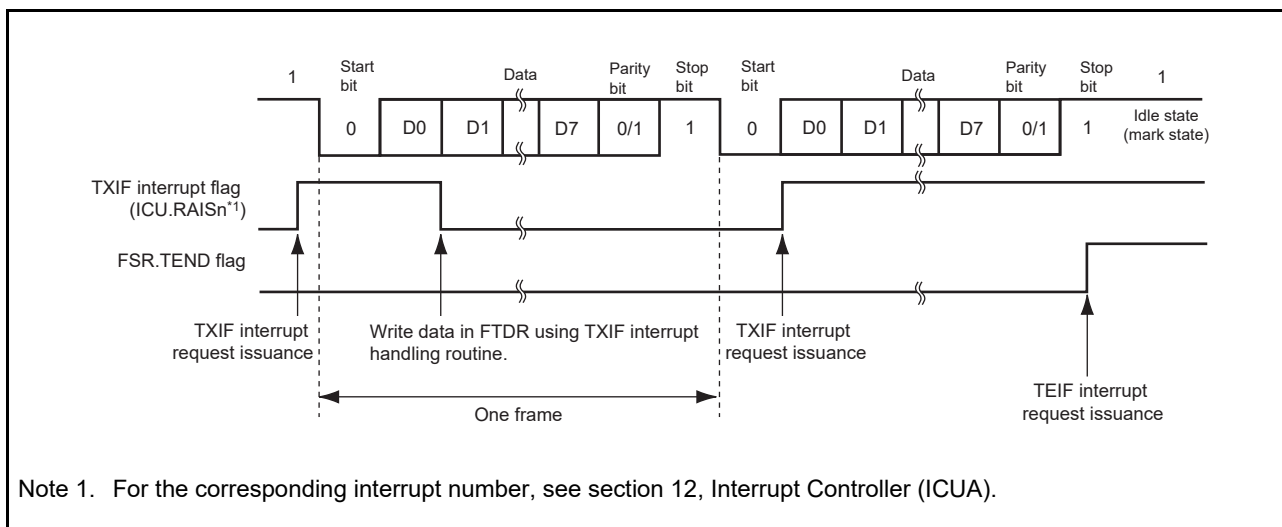 1 Start bit Data Parity bit Stop bit Start bit Data Parity bit Stop bit 1
0 D0 D1 D7 0/1 1 0 D0 D1 D7 0/1 1 Idle state (mark state)
TXIF interrupt flag
(ICU.RAISn*1)
FSR.TEND flag
TXIF interrupt
request issuance
Write data in FTDR using TXIF interrupt
handling routine.
TXIF interrupt
request issuance
TEIF interrupt
request issuance
One frame
Note 1. For the corresponding interrupt number, see section 12, Interrupt Controller (ICUA).